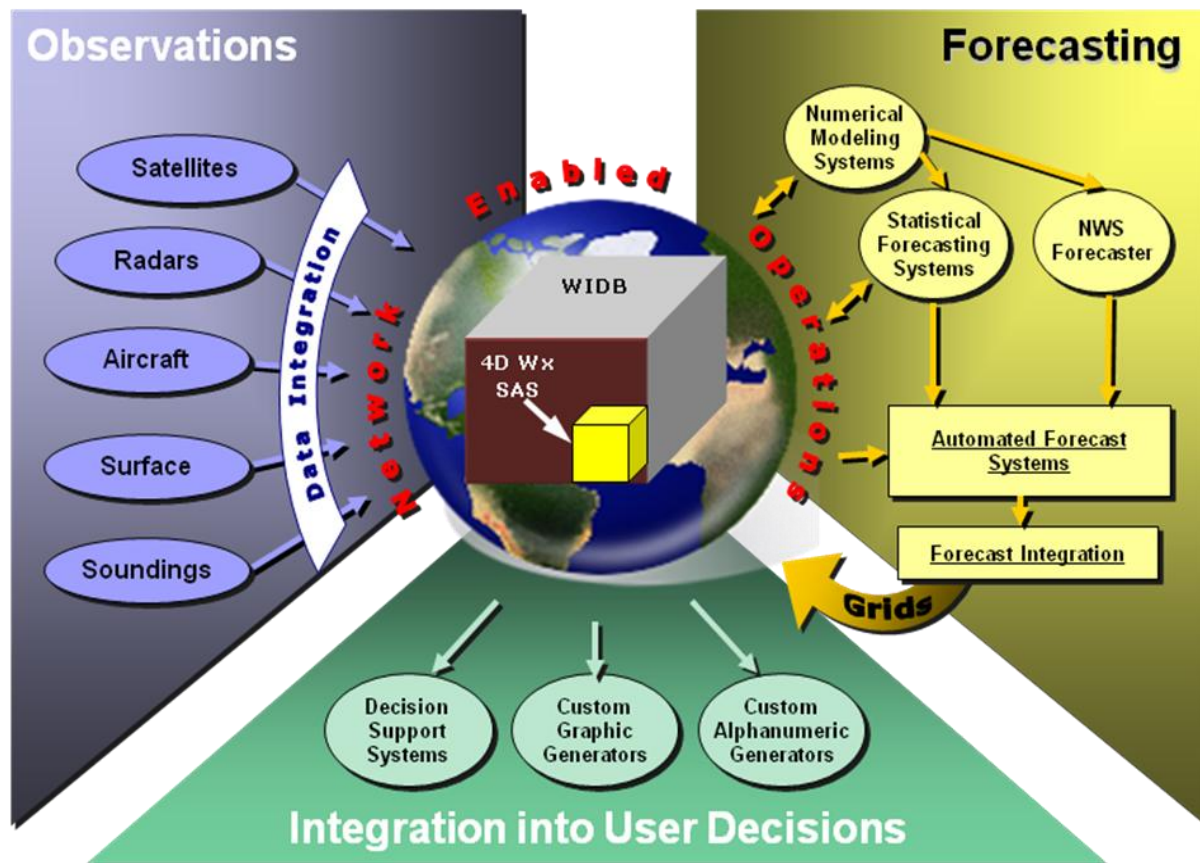 Observations
Satellites
Radars
Aircraft
Surface
Soundings
Data Integration
Network
Enabled
Operations
WIDB
4D Wx
SAS
Forecasting
Numerical
Modeling
Systems
Statistical
Forecasting
Systems
NWS
Forecaster
Automated Forecast
Systems
Forecast Integration
Grids
Decision
Support
Systems
Custom
Graphic
Generators
Custom
Alphanumeric
Generators
Integration into User Decisions